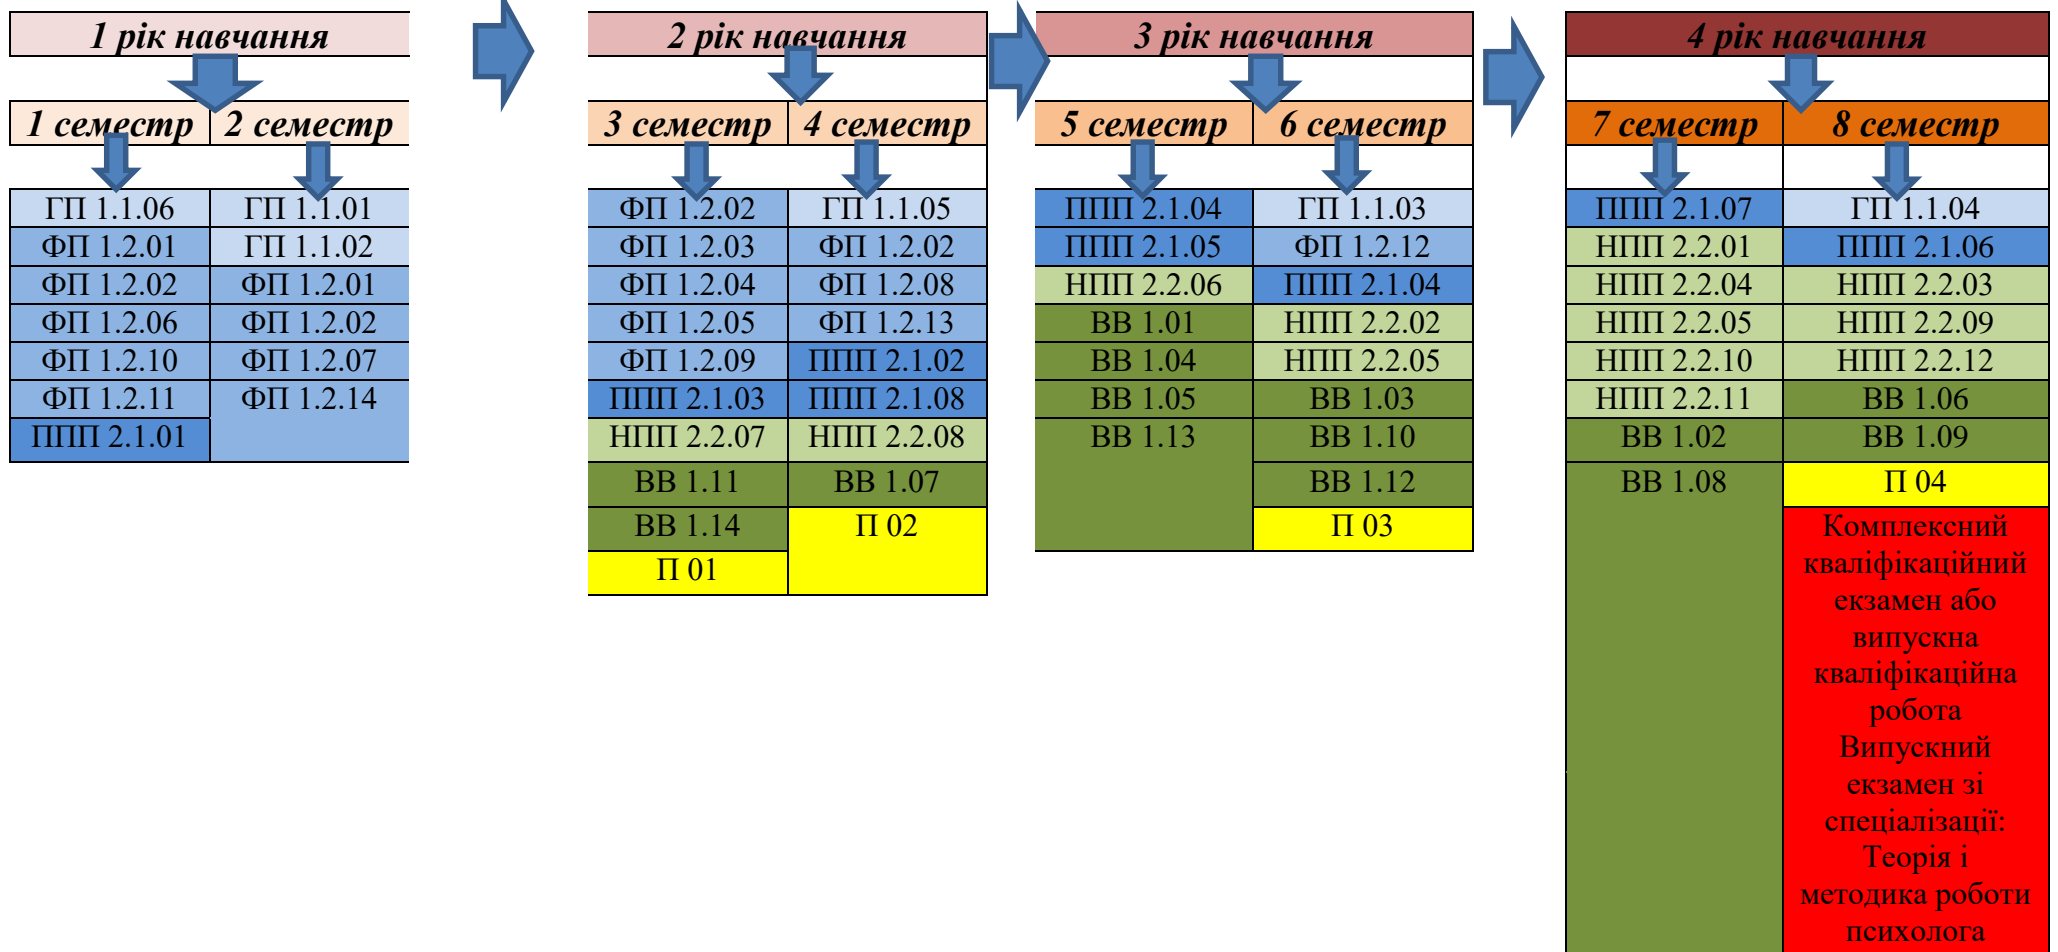 1 рік навчання
2 рік навчання
3 рік навчання
4 рік навчання
1 семестр 2 семестр
3 семестр 4 семестр
5 семестр 6 семестр
7 семестр 8 семестр
ГП 1.1.06 ГП 1.1.01
ФП 1.2.01 ГП 1.1.02
ФП 1.2.02 ФП 1.2.01
ФП 1.2.06 ФП 1.2.02
ФП 1.2.10 ФП 1.2.07
ФП 1.2.11 ФП 1.2.14
ППП 2.1.01
ФП 1.2.02 ГП 1.1.05
ФП 1.2.03 ФП 1.2.02
ФП 1.2.04 ФП 1.2.08
ФП 1.2.05 ФП 1.2.13
ФП 1.2.09 ППП 2.1.02
ППП 2.1.03 ППП 2.1.08
НПП 2.2.07 НПП 2.2.08
ВВ 1.11 ВВ 1.07
ВВ 1.14 П 02
П 01
ППП 2.1.04 ГП 1.1.03
ППП 2.1.05 ФП 1.2.12
НПП 2.2.06 ППП 2.1.04
ВВ 1.01 НПП 2.2.02
ВВ 1.04 НПП 2.2.05
ВВ 1.05 ВВ 1.03
ВВ 1.13 ВВ 1.10
ВВ 1.12
П 03
ППП 2.1.07 ГП 1.1.04
НПП 2.2.01 ППП 2.1.06
НПП 2.2.04 НПП 2.2.03
НПП 2.2.05 НПП 2.2.09
НПП 2.2.10 НПП 2.2.12
НПП 2.2.11 ВВ 1.06
ВВ 1.02 ВВ 1.09
ВВ 1.08 П 04
Комплексний
кваліфікаційний
екзамен або
випускна
кваліфікаційна
робота
Випускний
екзамен зі
спеціалізації:
Теорія і
методика роботи
психолога